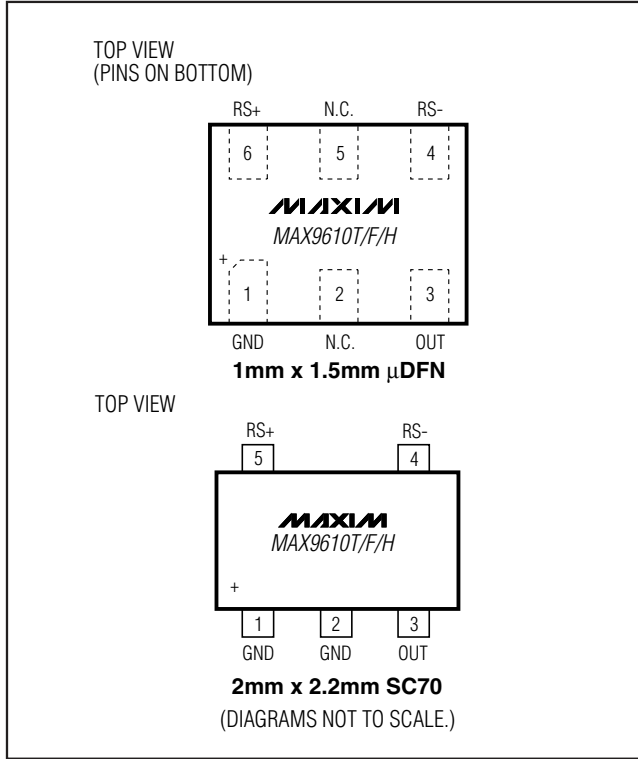 TOP VIEW
(PINS ON BOTTOM)
RS+ N.C. RS-
6 5 4
MAXIM
MAX9610T/F/H
+
1 2 3
GND N.C. OUT
1mm x 1.5mm μDFN
TOP VIEW
RS+ RS-
5 4
MAXIM
MAX9610T/F/H
+
1 2 3
GND GND OUT
2mm x 2.2mm SC70
(DIAGRAMS NOT TO SCALE.)